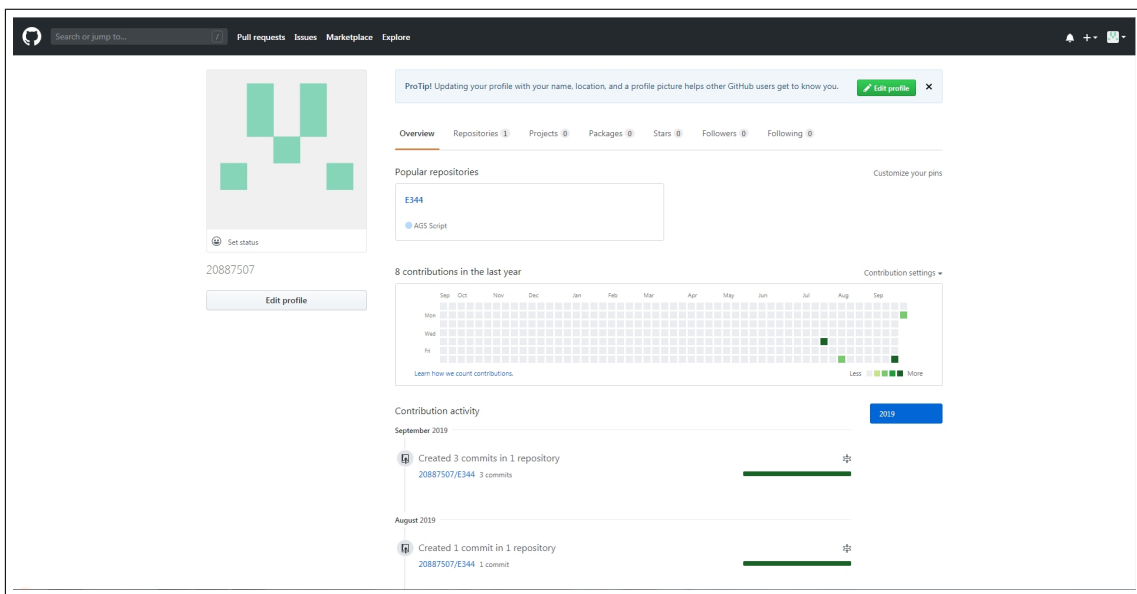 Search or jump to... /
Pull requests Issues Marketplace Explore
ProTip! Updating your profile with your name, location, and a profile picture helps other GitHub users get to know you.
Edit profile
Overview Repositories 1 Projects 0 Packages 0 Stars 0 Followers 0 Following 0
Popular repositories
Customize your pins
E344
AGS Script
Set status
20887507
Edit profile
8 contributions in the last year
Contribution settings
Sep Oct Nov Dec Jan Feb Mar Apr May Jun Jul Aug Sep
Mon
Wed
Fri
Learn how we count contributions.
Less More
Contribution activity
2019
September 2019
Created 3 commits in 1 repository
20887507/E344 3 commits
August 2019
Created 1 commit in 1 repository
20887507/E344 1 commit